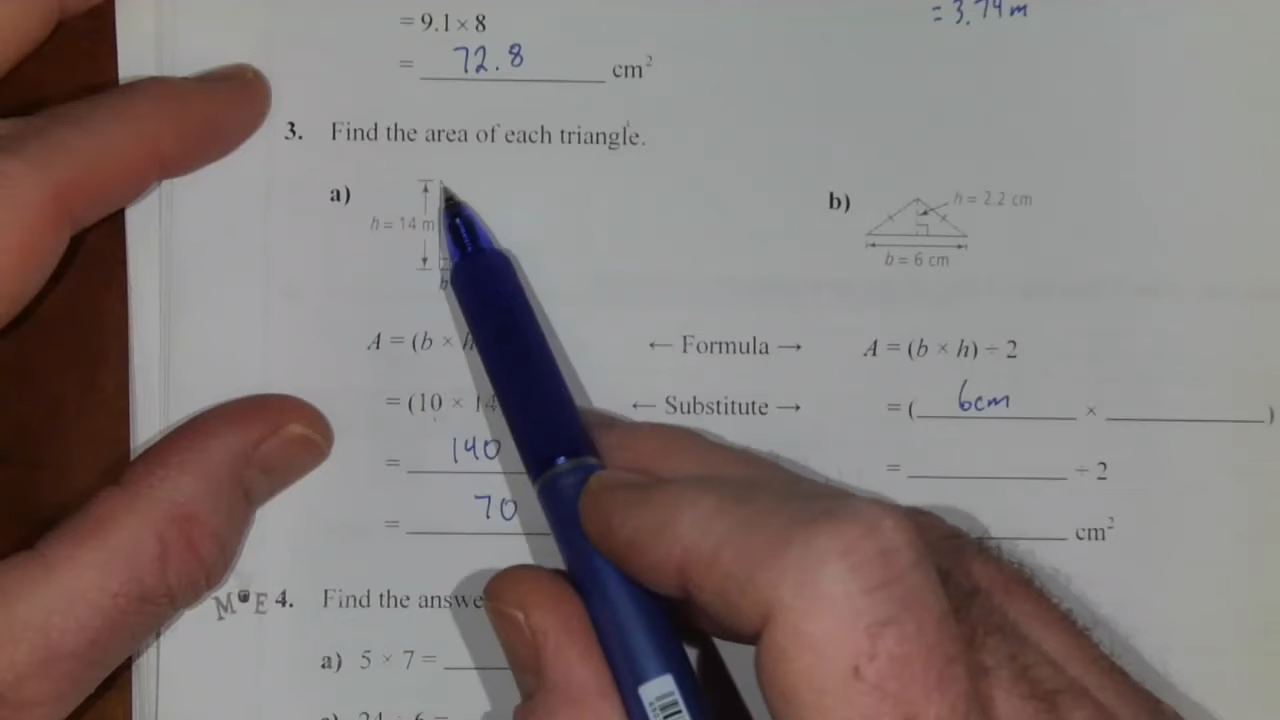 = 3.74 m
= 9.1 × 8
= 72.8 cm²
3. Find the area of each triangle.
a)
h = 14 m
b)
h = 2.2 cm
b = 6 cm
A = (b × h
← Formula →
A = (b × h) ÷ 2
= (10 × 14
← Substitute →
= ( 6cm × )
= 140
= ÷ 2
= 70
cm²
M E 4. Find the
a) 5 × 7 =